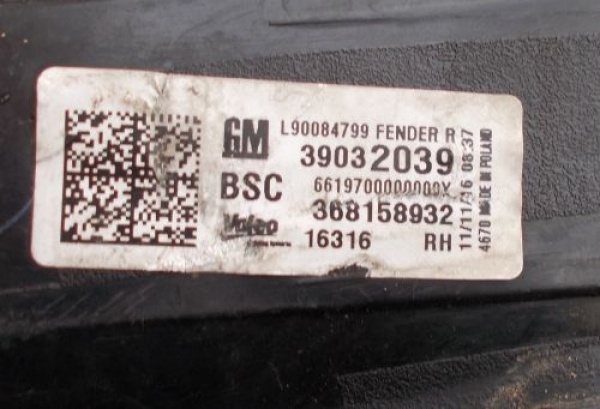 GM L90084799 FENDER R
39032039
BSC 6619700000000X
368158932
Valeo
16316 RH
11/11/16 08:37
4670 MADE IN POLAND